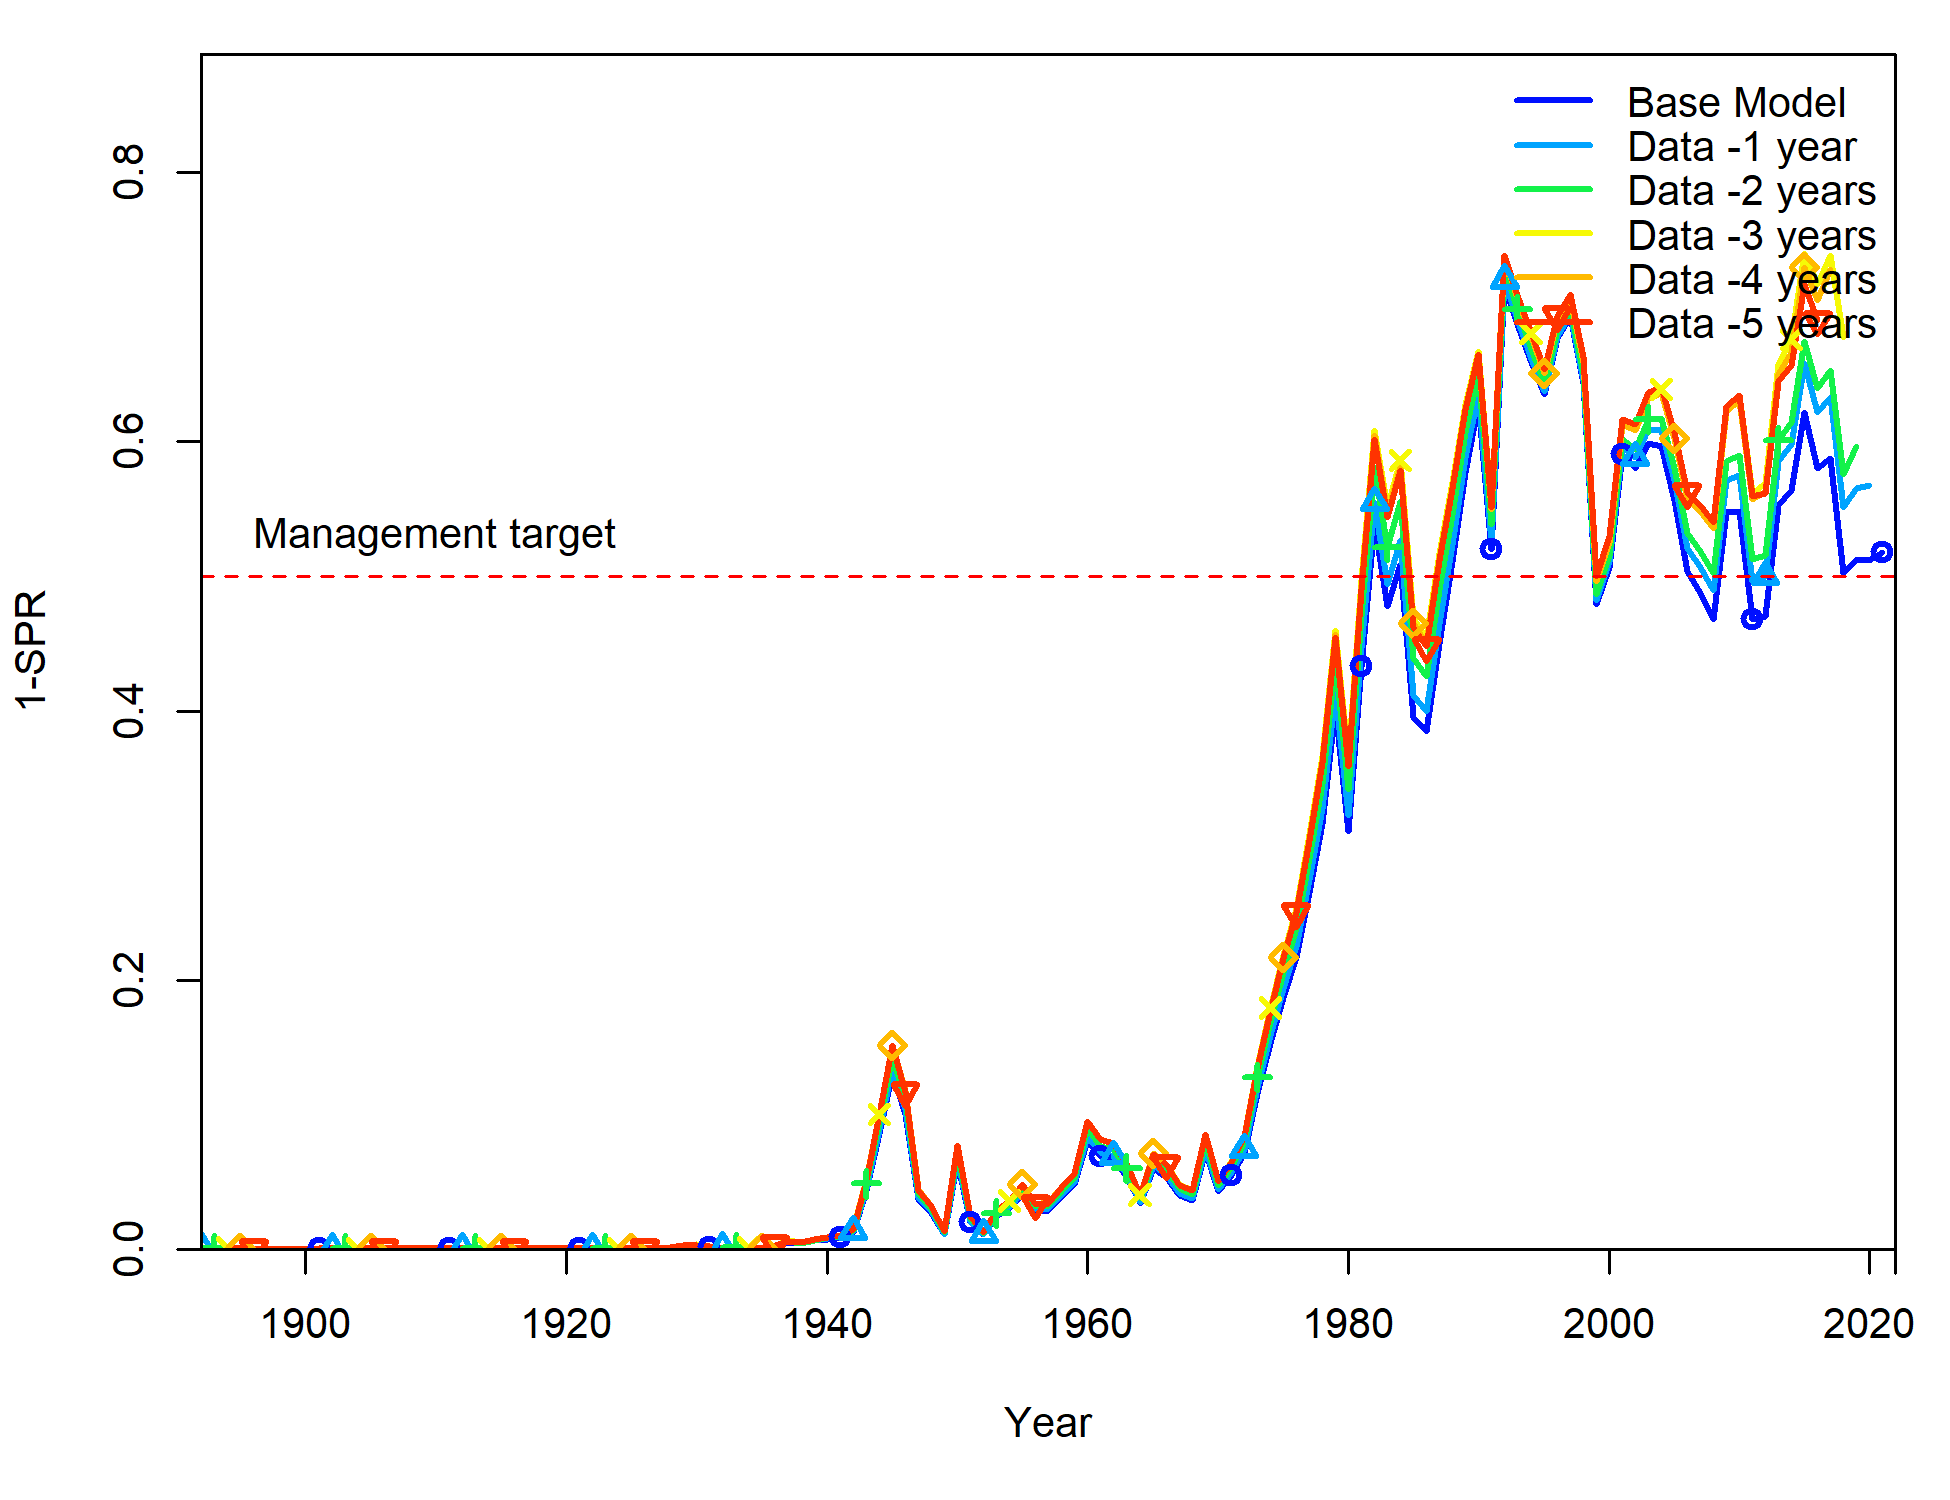 Base Model
Data -1 year
Data -2 years
Data -3 years
Data -4 years
Data -5 years
Management target
1-SPR
0.8
0.6
0.4
0.2
0.0
1900 1920 1940 1960 1980 2000 2020
Year